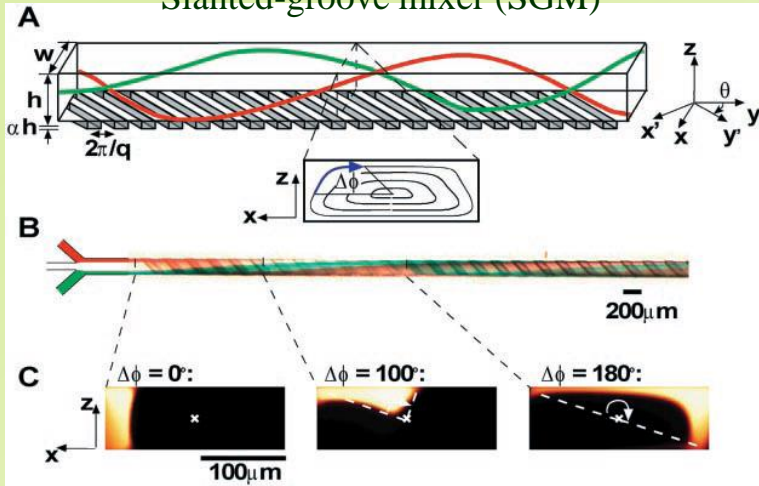 Slanted-groove mixer (SGM)
A
w
h
αh
2π/q
z
θ
y
x'
x
y'
z
Δϕ
x
B
200μm
C
Δϕ = 0°:
Δϕ = 100°:
Δϕ = 180°:
z
x
100μm